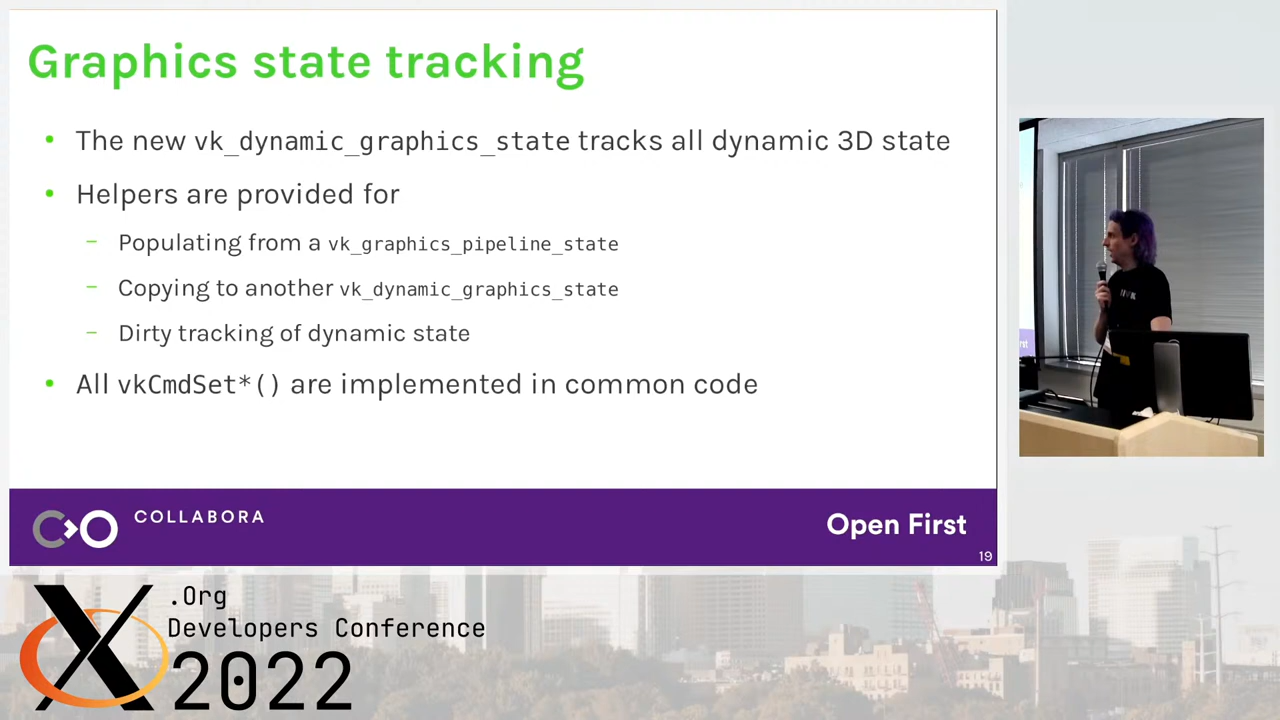 Graphics state tracking
• The new vk_dynamic_graphics_state tracks all dynamic 3D state
• Helpers are provided for
– Populating from a vk_graphics_pipeline_state
– Copying to another vk_dynamic_graphics_state
– Dirty tracking of dynamic state
• All vkCmdSet*() are implemented in common code
COLLABORA
Open First
19
X.Org
Developers Conference
2022